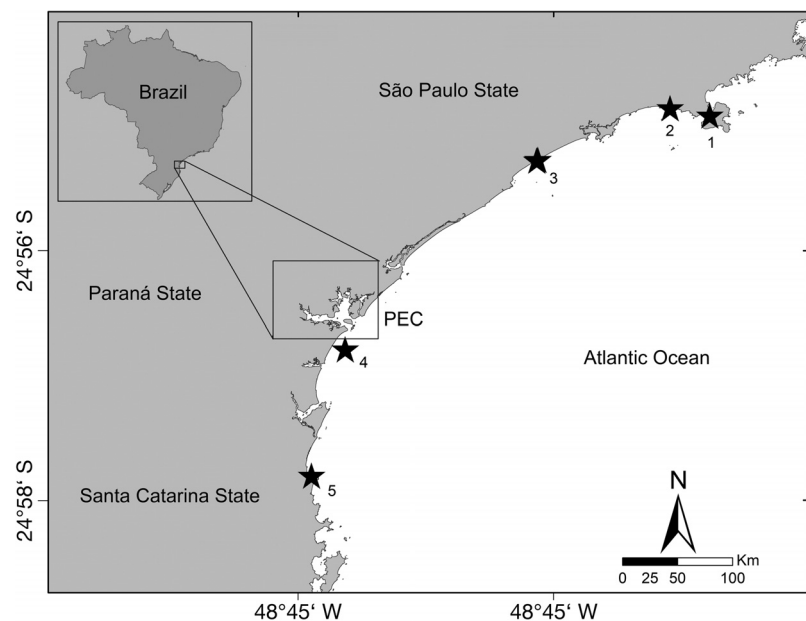 Brazil
São Paulo State
2
1
3
24°56‘ S
Paraná State
PEC
4
Atlantic Ocean
Santa Catarina State
5
24°58‘ S
N
Km
0 25 50 100
48°45‘ W 48°45‘ W